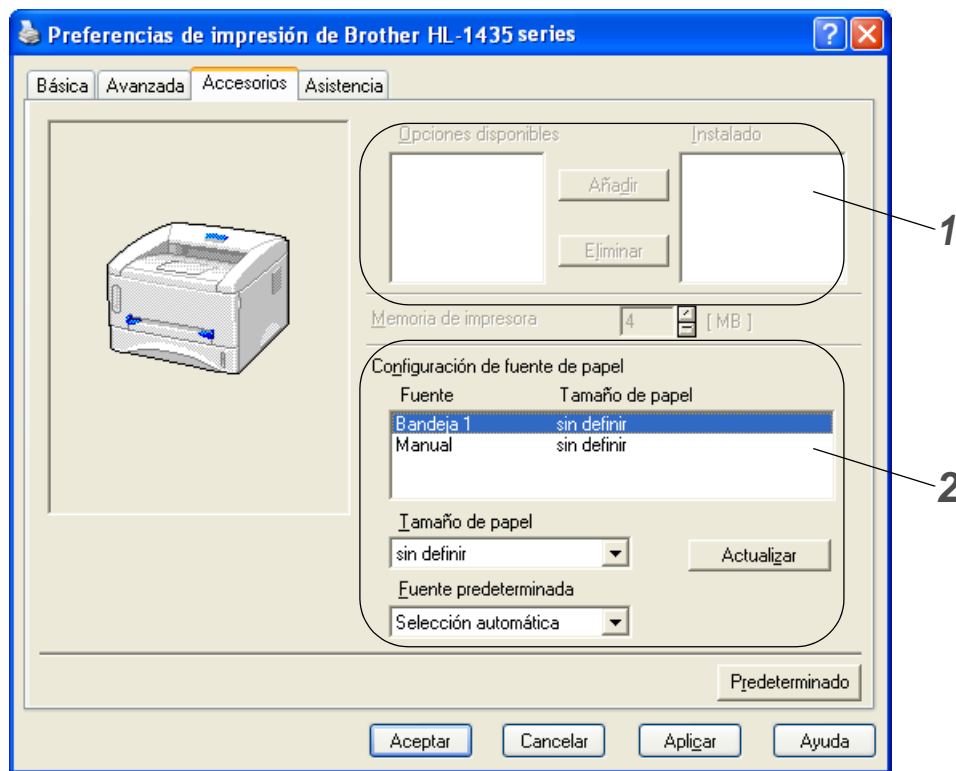 Preferencias de impresión de Brother HL-1435 series
Básica Avanzada Accesorios Asistencia
Opciones disponibles Instalado
Añadir
Eliminar
1
Memoria de impresora 4 [ MB ]
Configuración de fuente de papel
Fuente Tamaño de papel
Bandeja 1 sin definir
Manual sin definir
2
Tamaño de papel
sin definir Actualizar
Fuente predeterminada
Selección automática
Predeterminado
Aceptar Cancelar Aplicar Ayuda